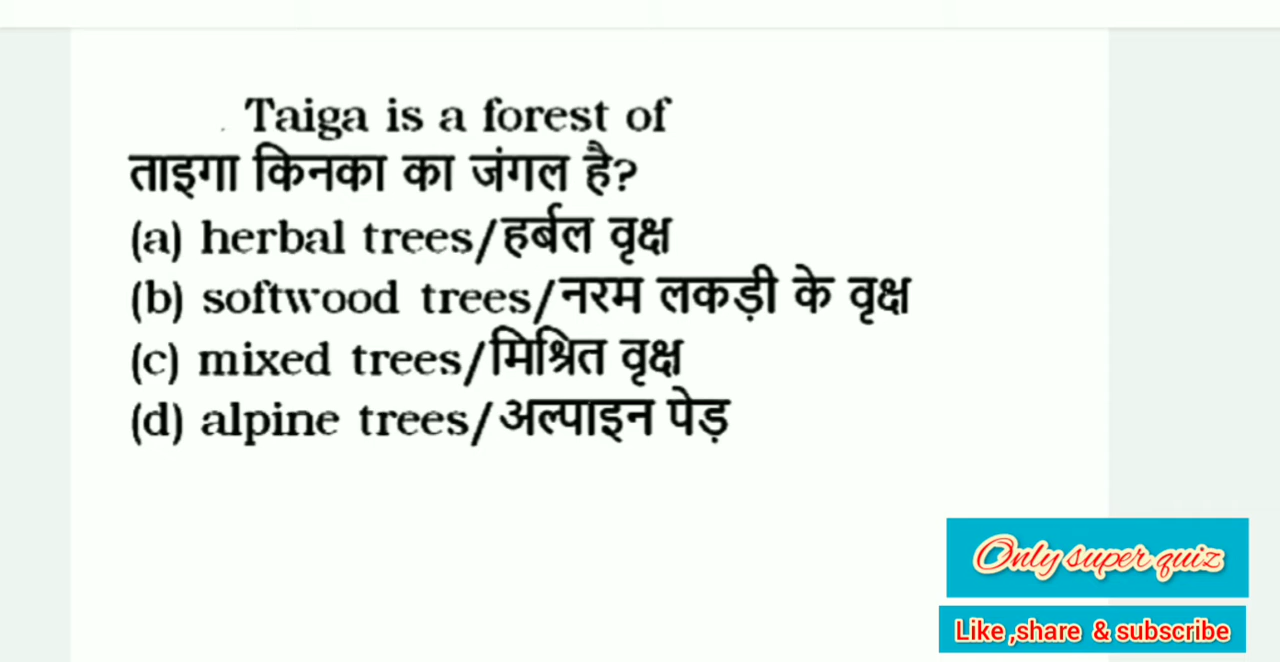 Taiga is a forest of
ताइगा किनका का जंगल है?
(a) herbal trees/हर्बल वृक्ष
(b) softwood trees/नरम लकड़ी के वृक्ष
(c) mixed trees/मिश्रित वृक्ष
(d) alpine trees/अल्पाइन पेड़
Only super quiz
Like ,share & subscribe